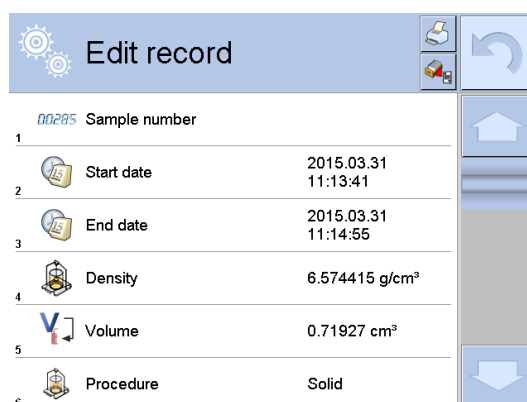 Edit record
00285 Sample number
1
Start date
2015.03.31
11:13:41
2
End date
2015.03.31
11:14:55
3
Density
6.574415 g/cm³
4
Volume
0.71927 cm³
5
Procedure
Solid